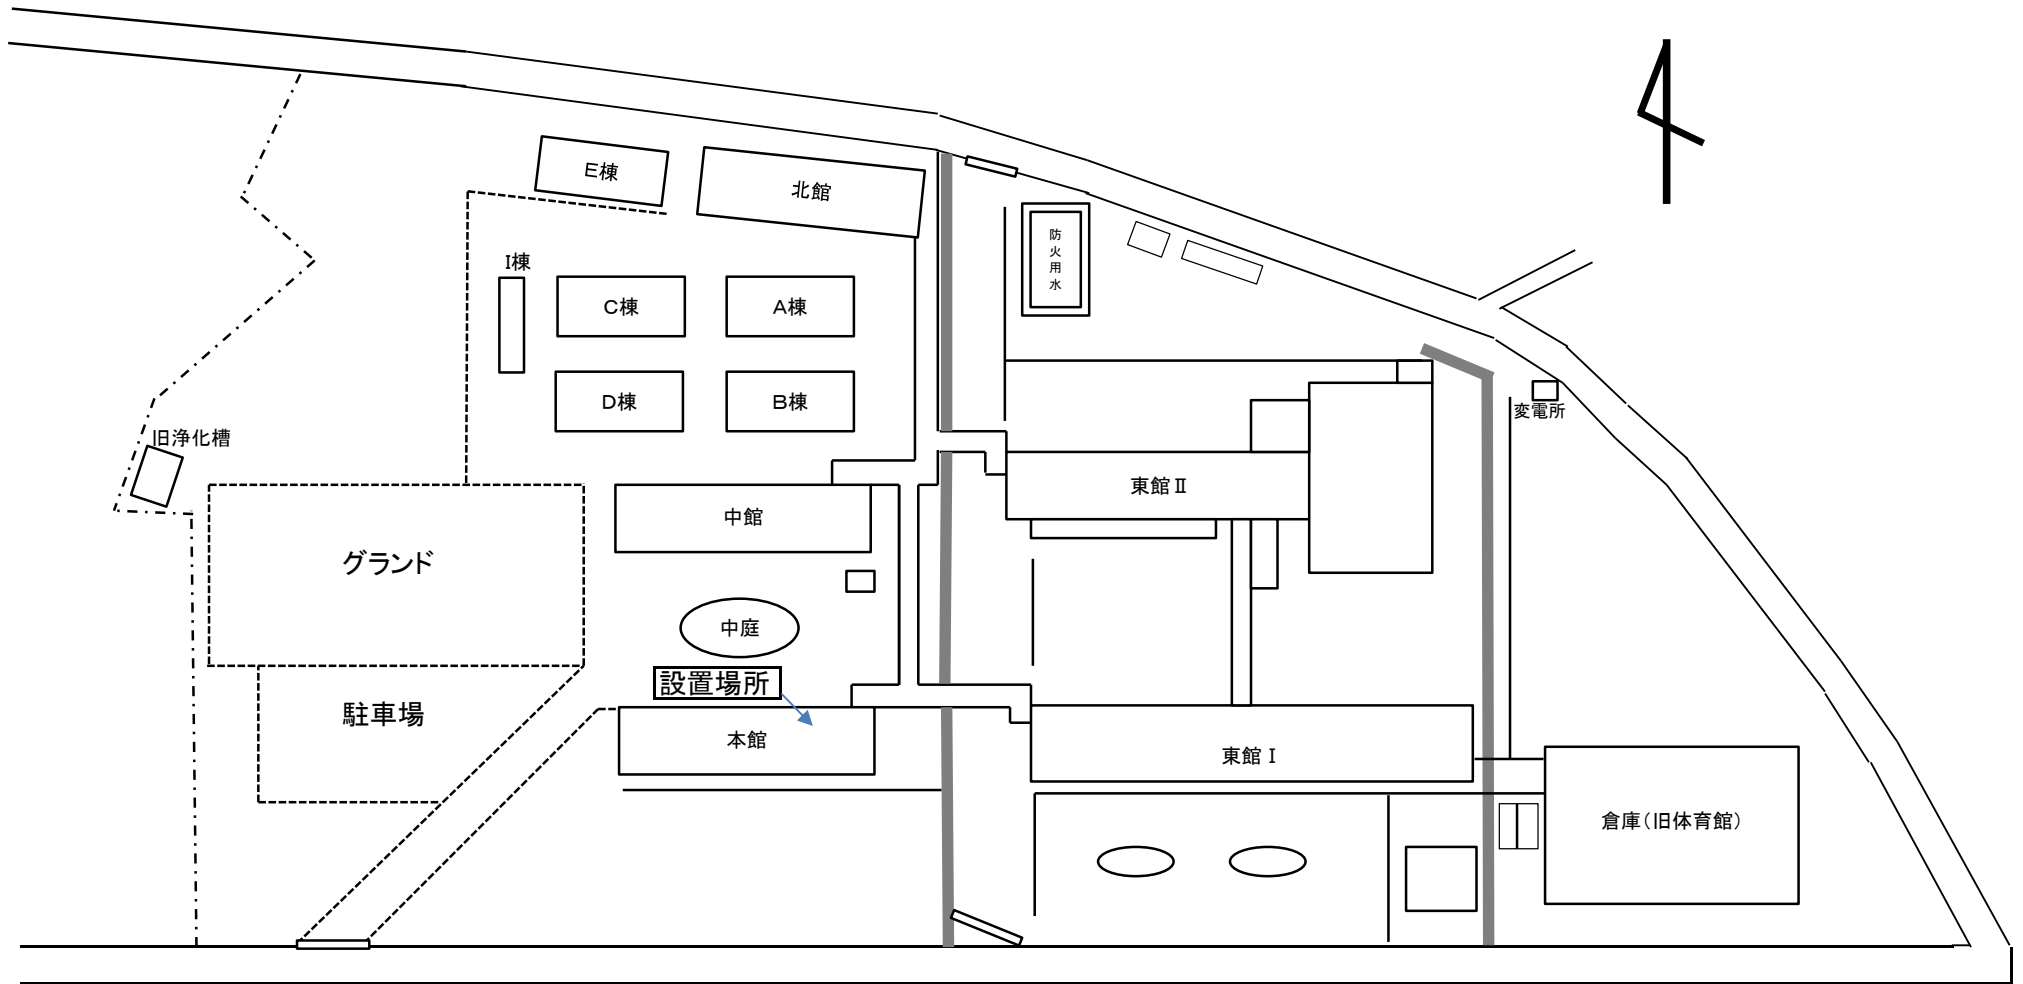 E棟
北館
防火用水
I棟
C棟
A棟
D棟
B棟
変電所
旧浄化槽
東館Ⅱ
中館
グランド
中庭
設置場所
駐車場
本館
東館Ⅰ
倉庫（旧体育館）